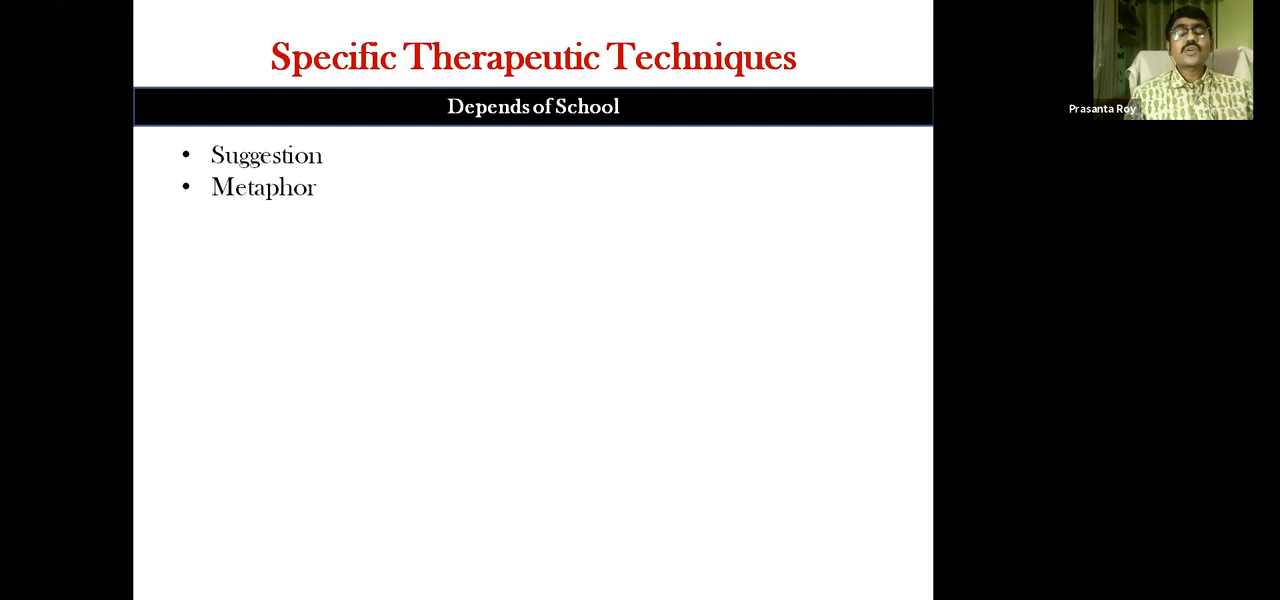 Specific Therapeutic Techniques
Depends of School
• Suggestion
• Metaphor
Prasanta Roy